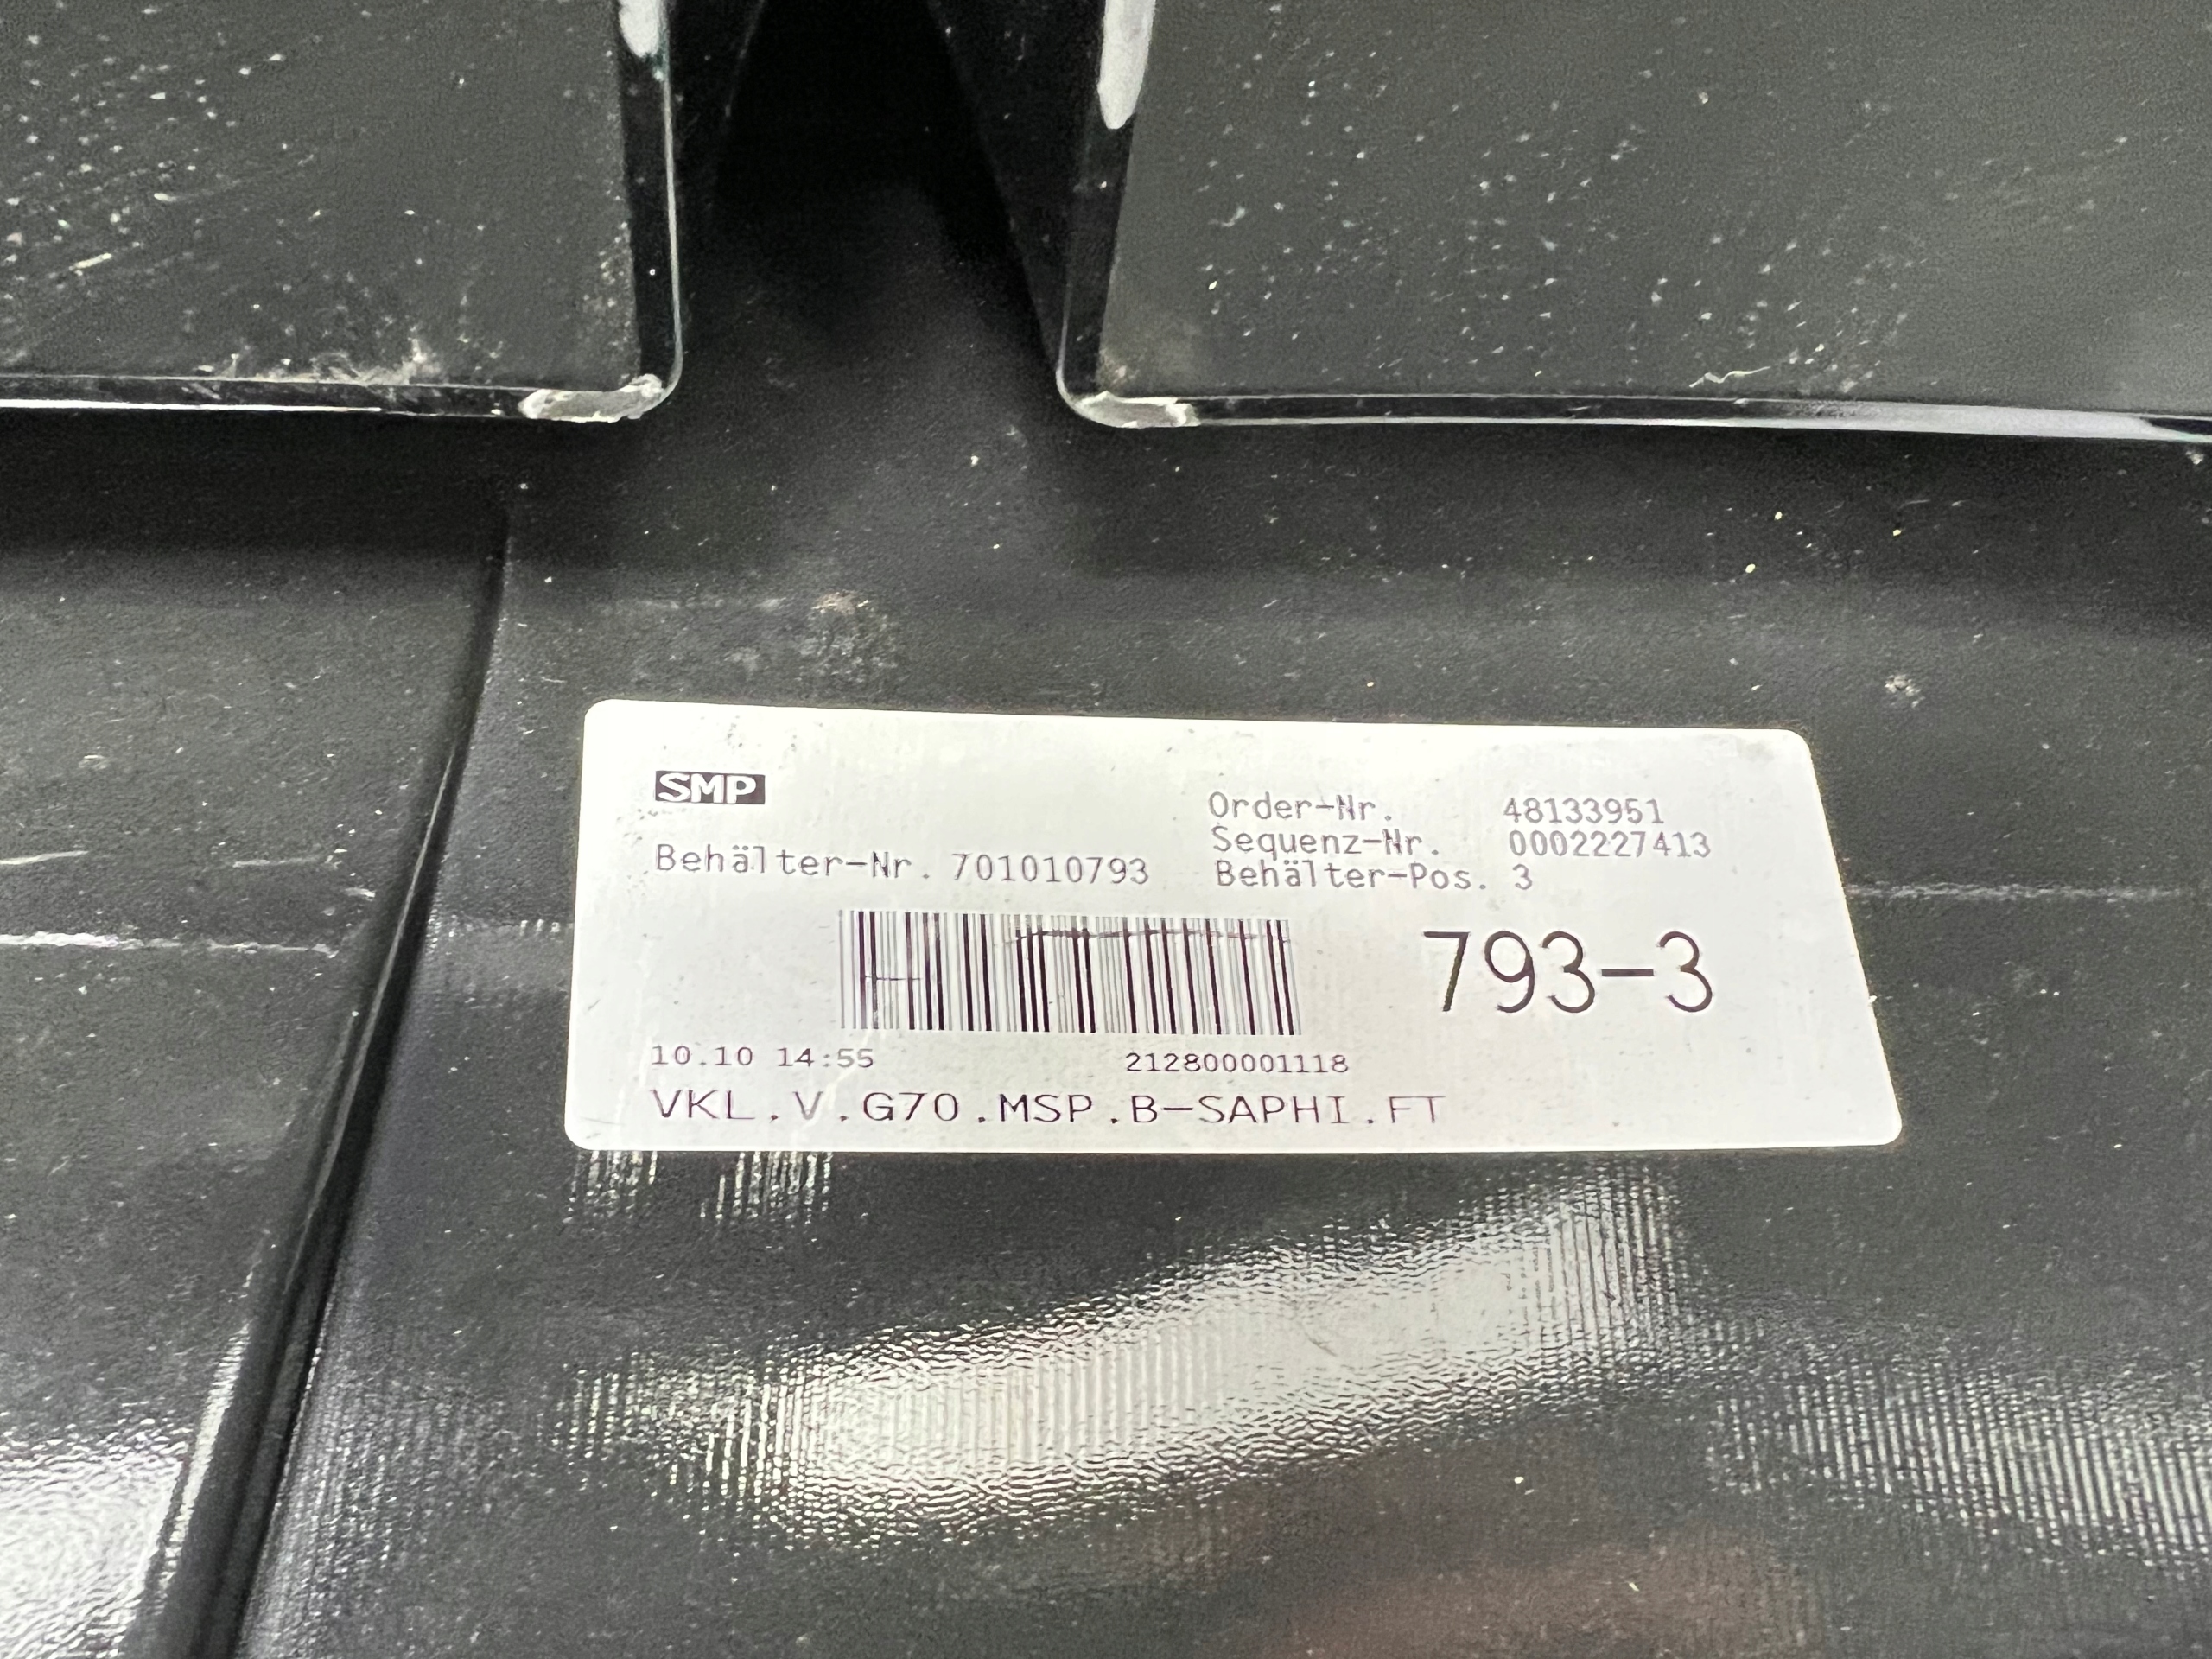 SMP
Order-Nr. 48133951
Sequenz-Nr. 0002227413
Behälter-Nr. 701010793
Behälter-Pos. 3
793-3
10.10 14:55
212800001118
VKL.V.G70.MSP.B-SAPHI.FT